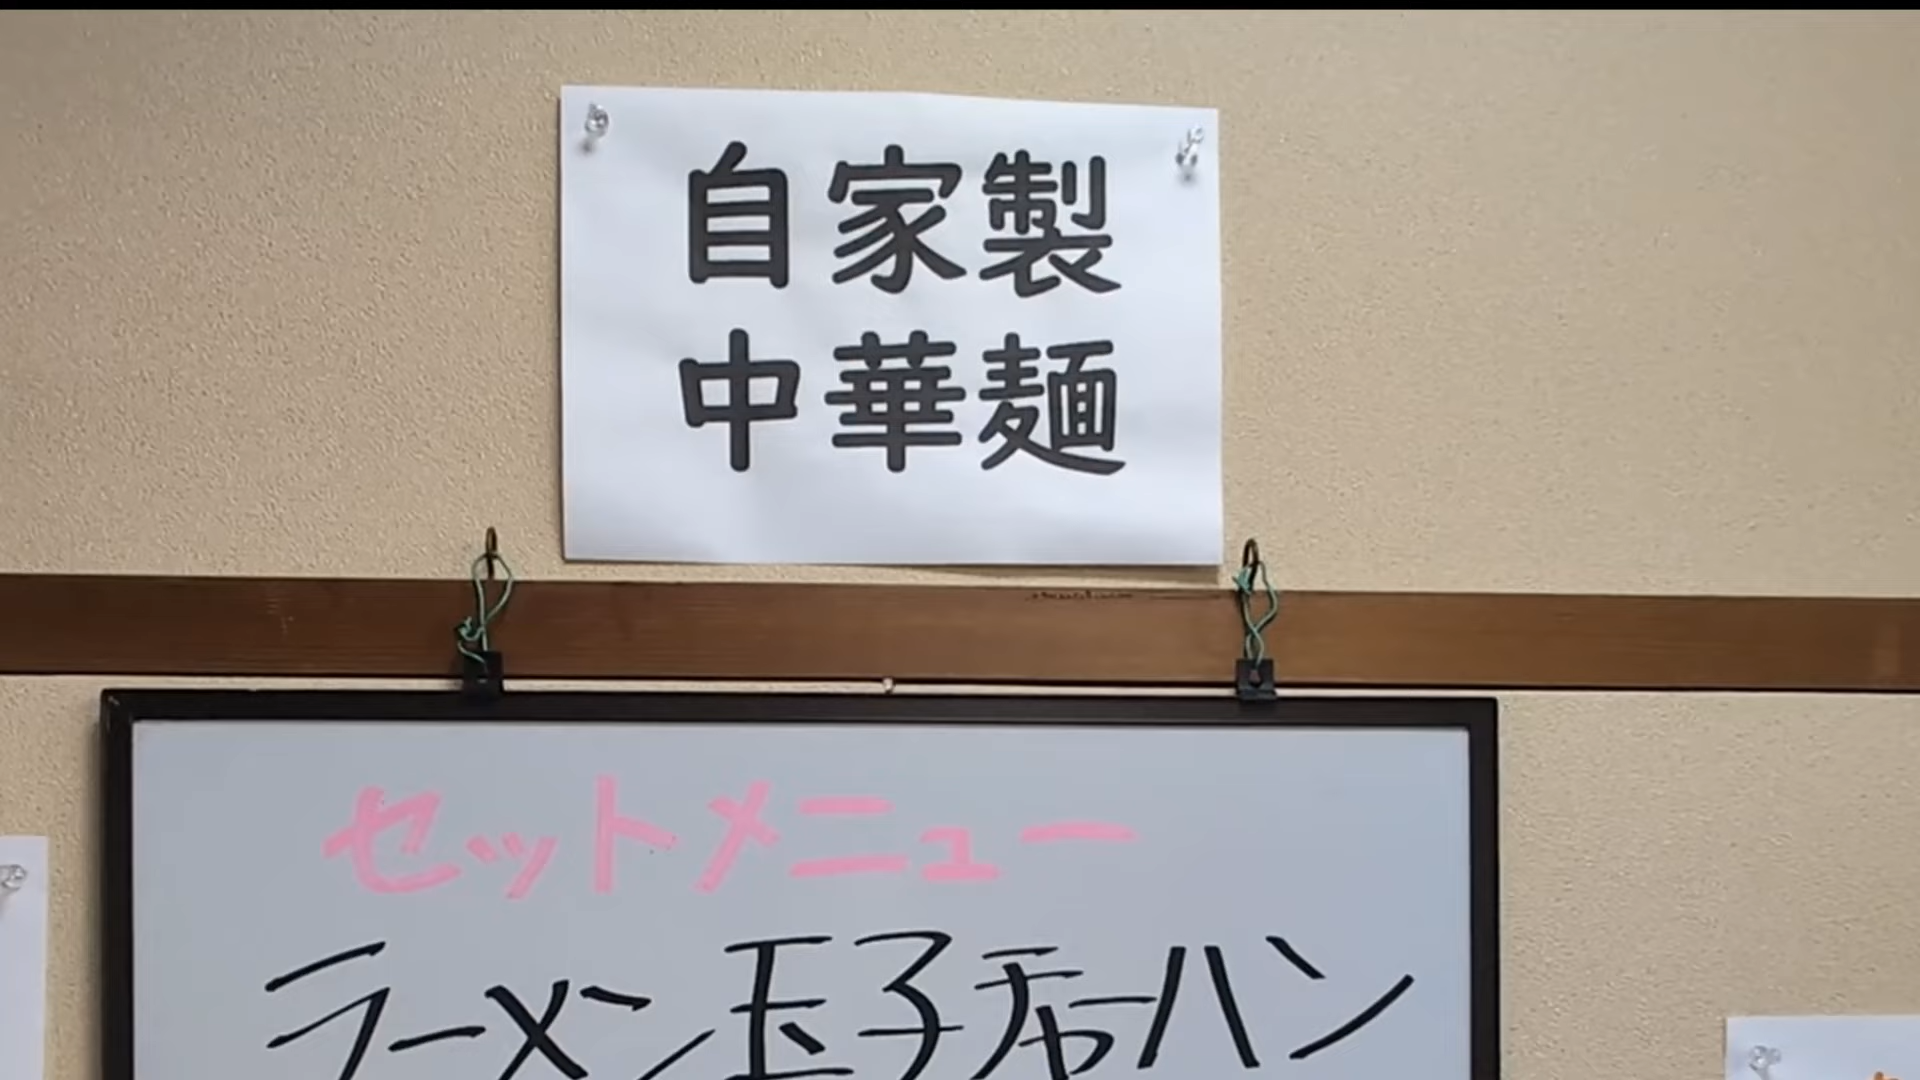 自家製
中華麺
セットメニュー
ラーメン玉子チャーハン